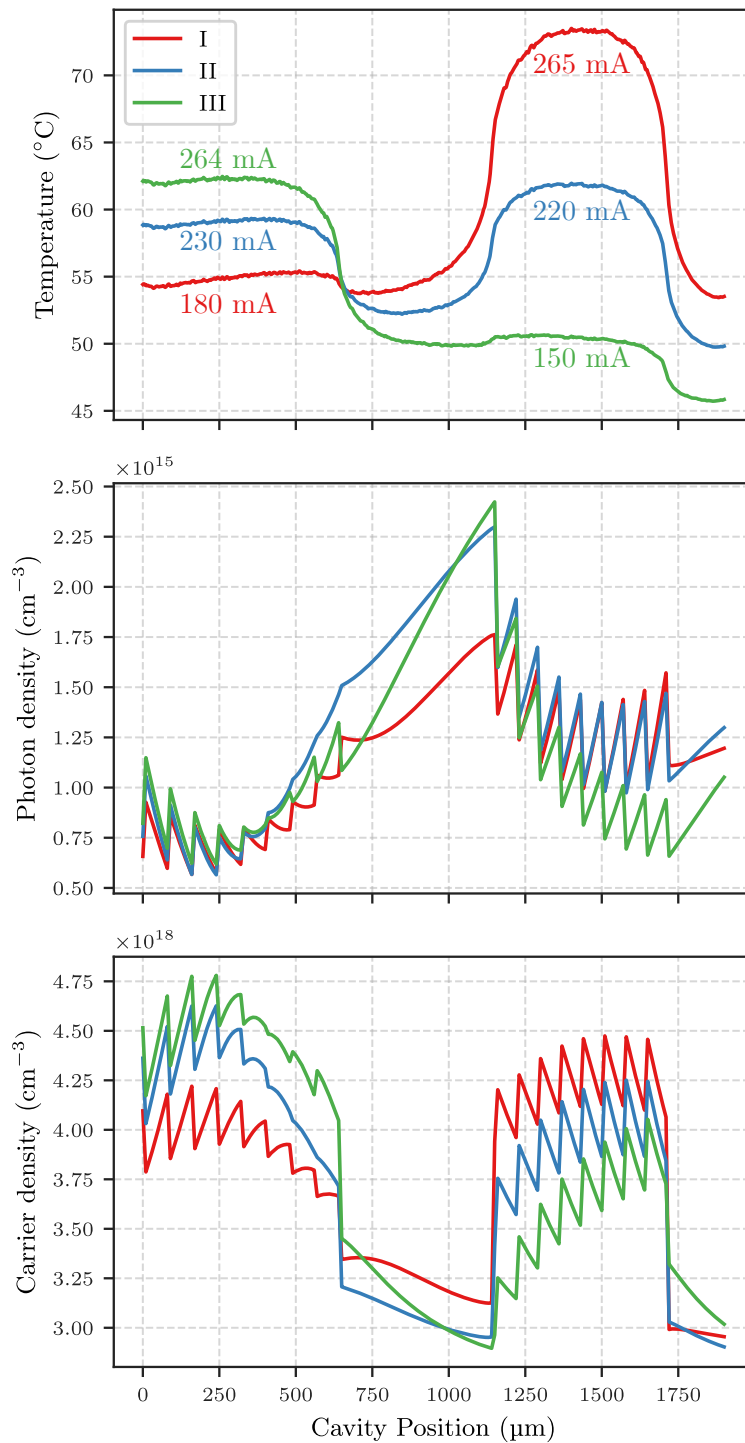 I
II
III
Temperature (°C)
70
65
60
55
50
45
265 mA
264 mA
230 mA
220 mA
180 mA
150 mA
×10¹⁵
Photon density (cm⁻³)
2.50
2.25
2.00
1.75
1.50
1.25
1.00
0.75
0.50
×10¹⁸
Carrier density (cm⁻³)
4.75
4.50
4.25
4.00
3.75
3.50
3.25
3.00
0 250 500 750 1000 1250 1500 1750
Cavity Position (µm)